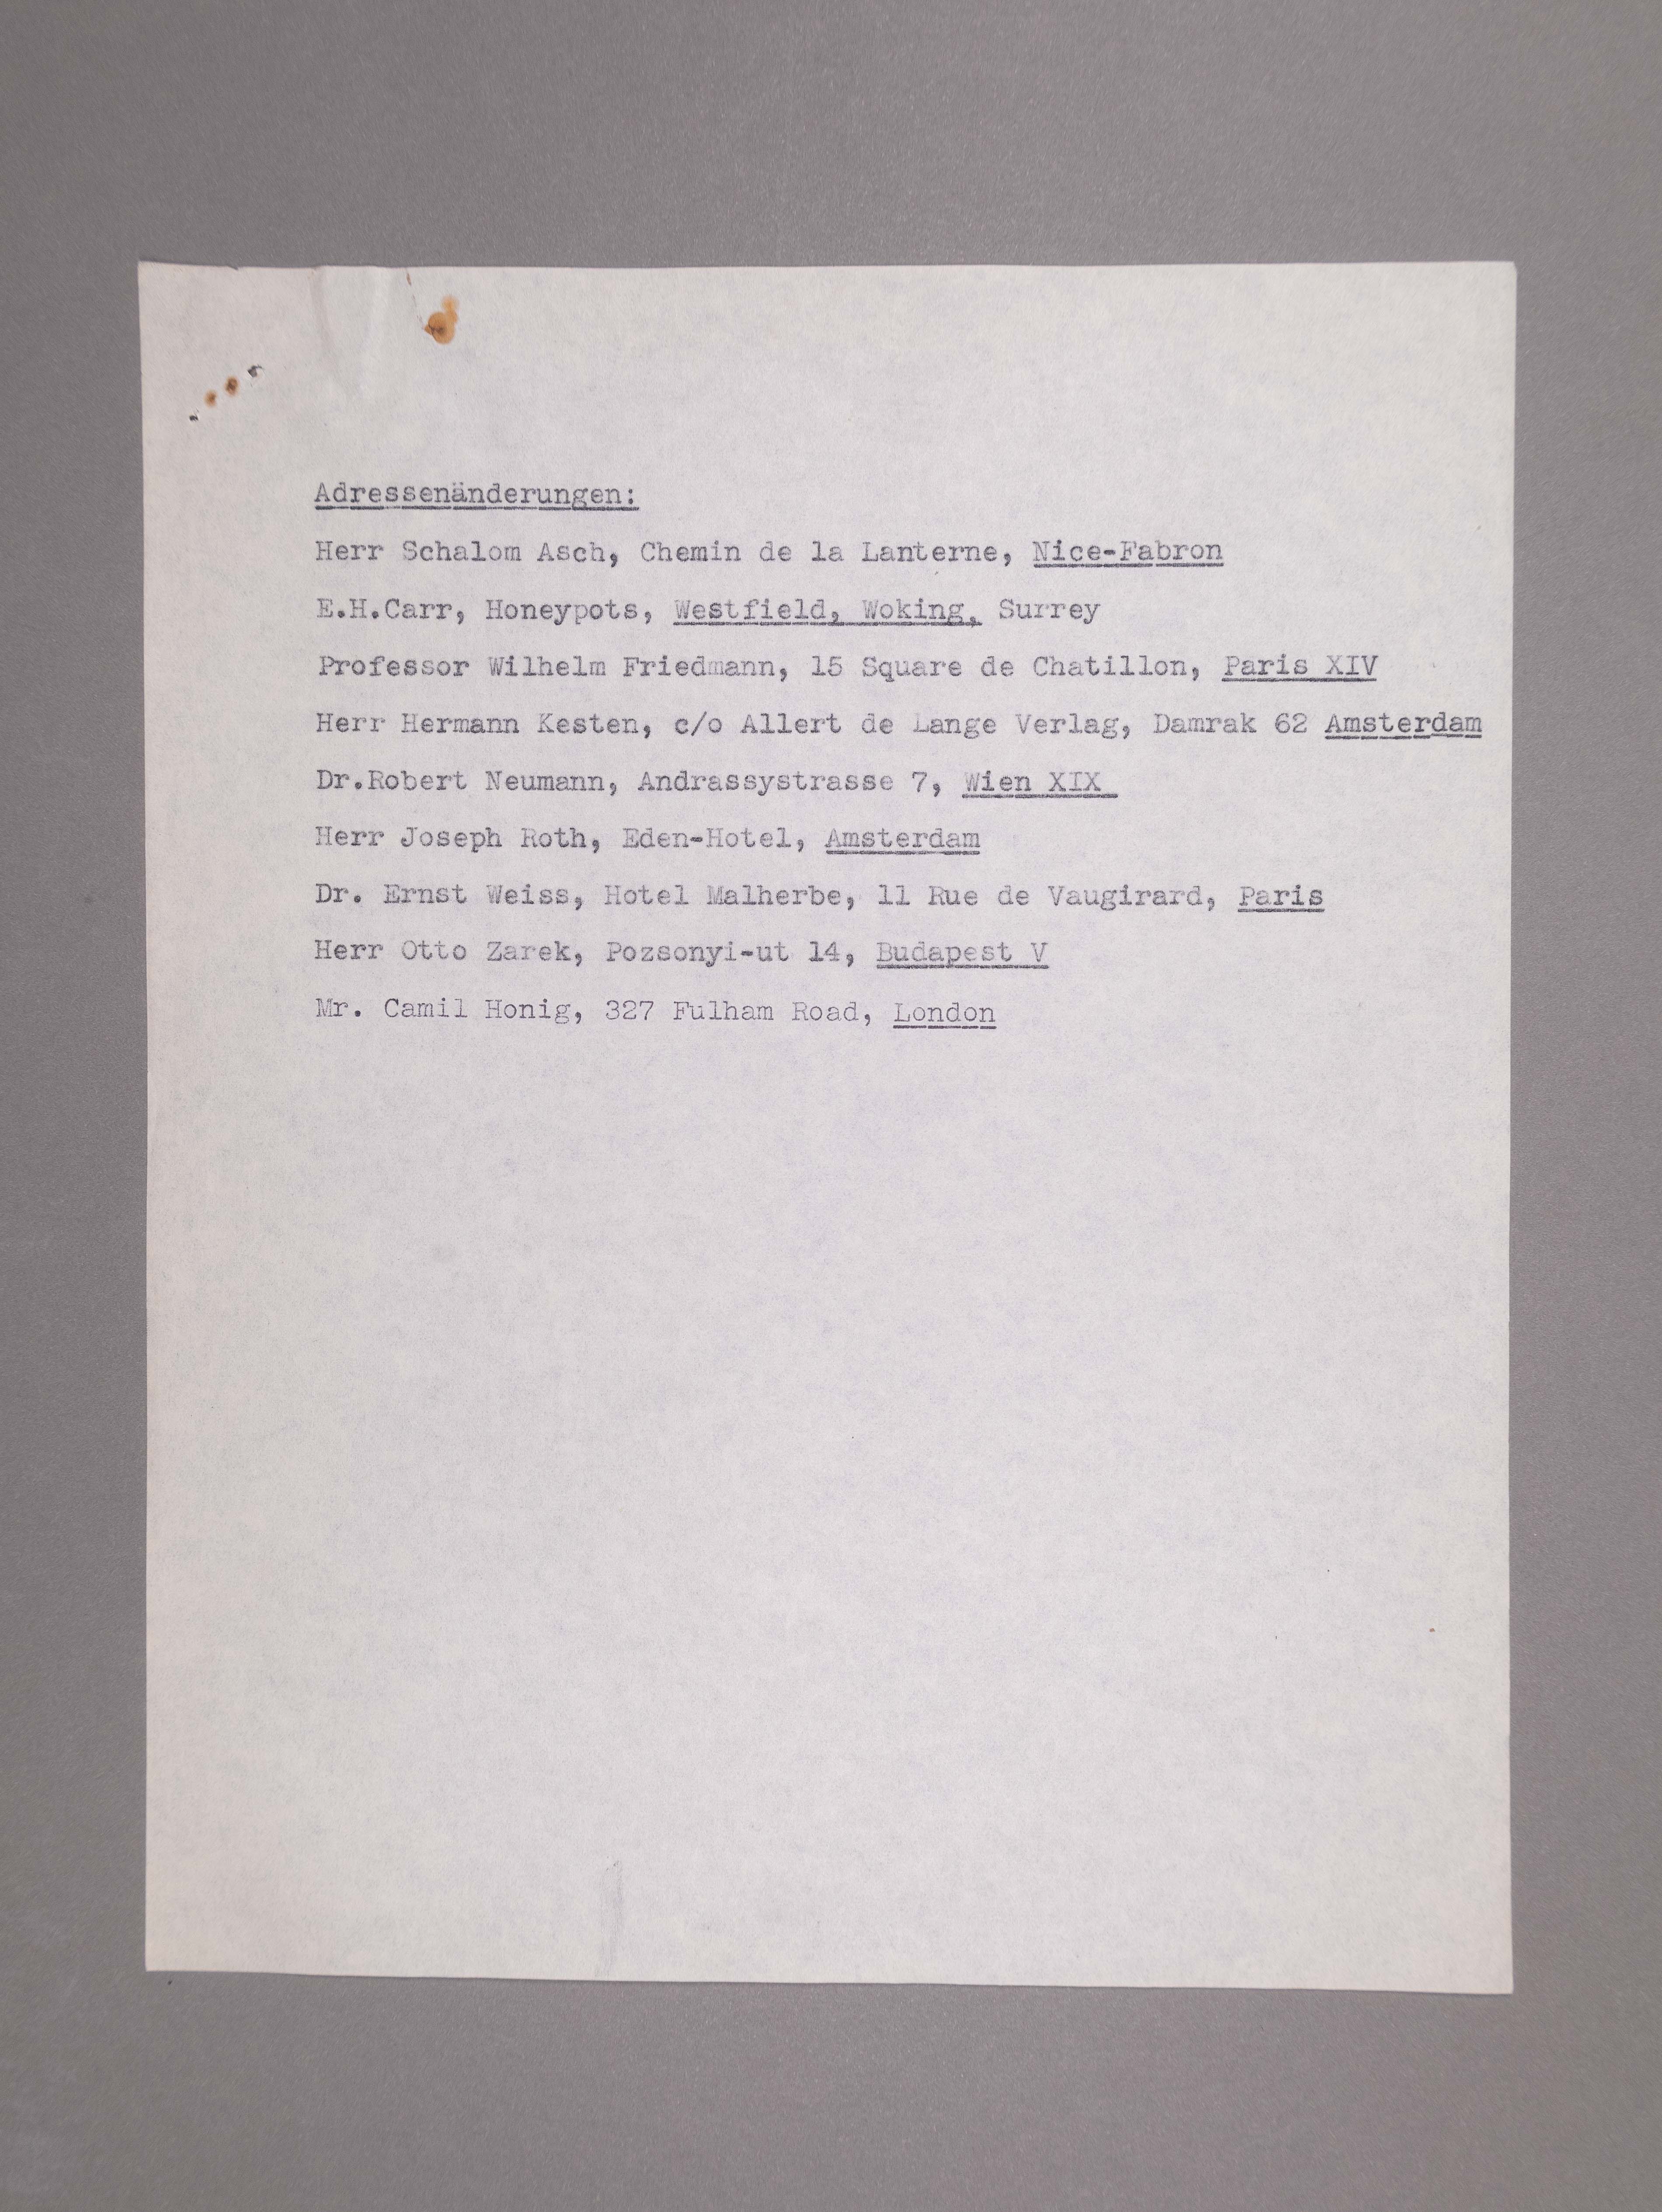 Adressenänderungen:
Herr Schalom Asch, Chemin de la Lanterne, Nice-Fabron
E.H.Carr, Honeypots, Westfield, Woking, Surrey
Professor Wilhelm Friedmann, 15 Square de Chatillon, Paris XIV
Herr Hermann Kesten, c/o Allert de Lange Verlag, Damrak 62 Amsterdam
Dr.Robert Neumann, Andrassystrasse 7, Wien XIX
Herr Joseph Roth, Eden-Hotel, Amsterdam
Dr. Ernst Weiss, Hotel Malherbe, 11 Rue de Vaugirard, Paris
Herr Otto Zarek, Pozsonyi-ut 14, Budapest V
Mr. Camil Honig, 327 Fulham Road, London